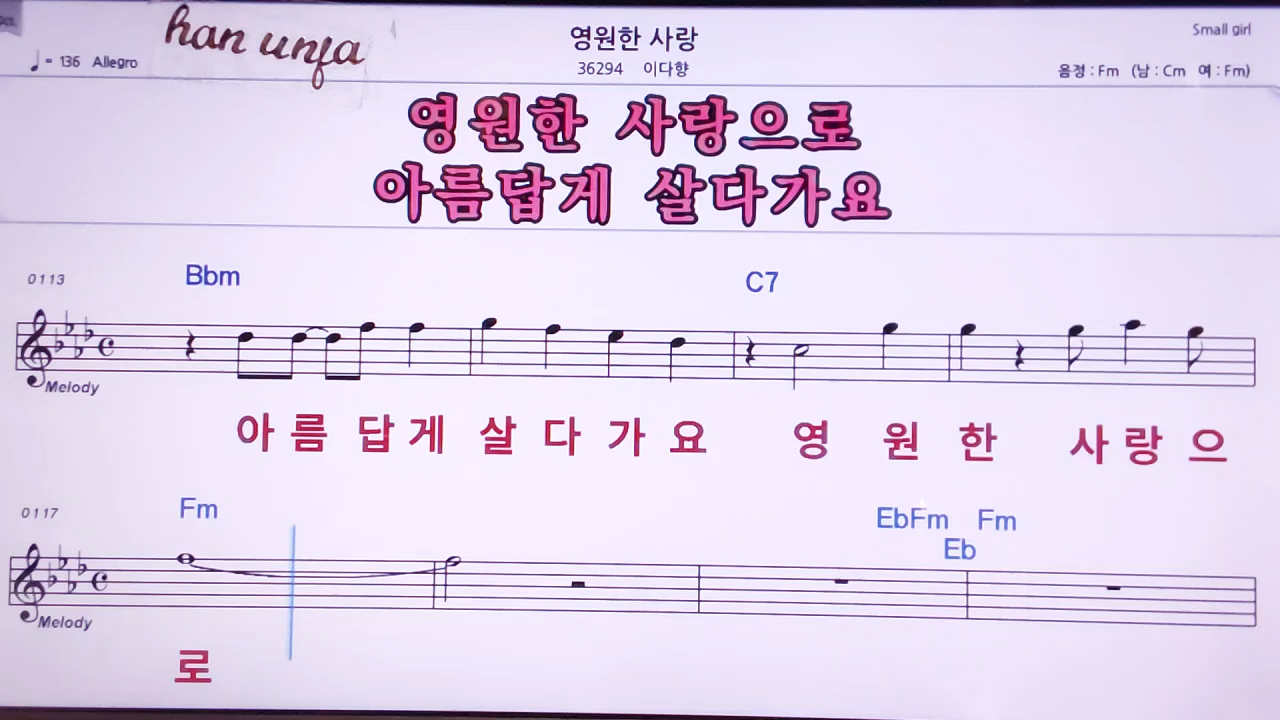 han unja
영원한 사랑
Small girl
♩= 136 Allegro
36294 이다향
음정 : Fm (남 : Cm 여 : Fm)
영원한 사랑으로
아름답게 살다가요
0113
Bbm C7
Melody
아 름 답 게 살 다 가 요 영 원 한 사 랑 으
0117
Fm EbFm Fm
Eb
Melody
로